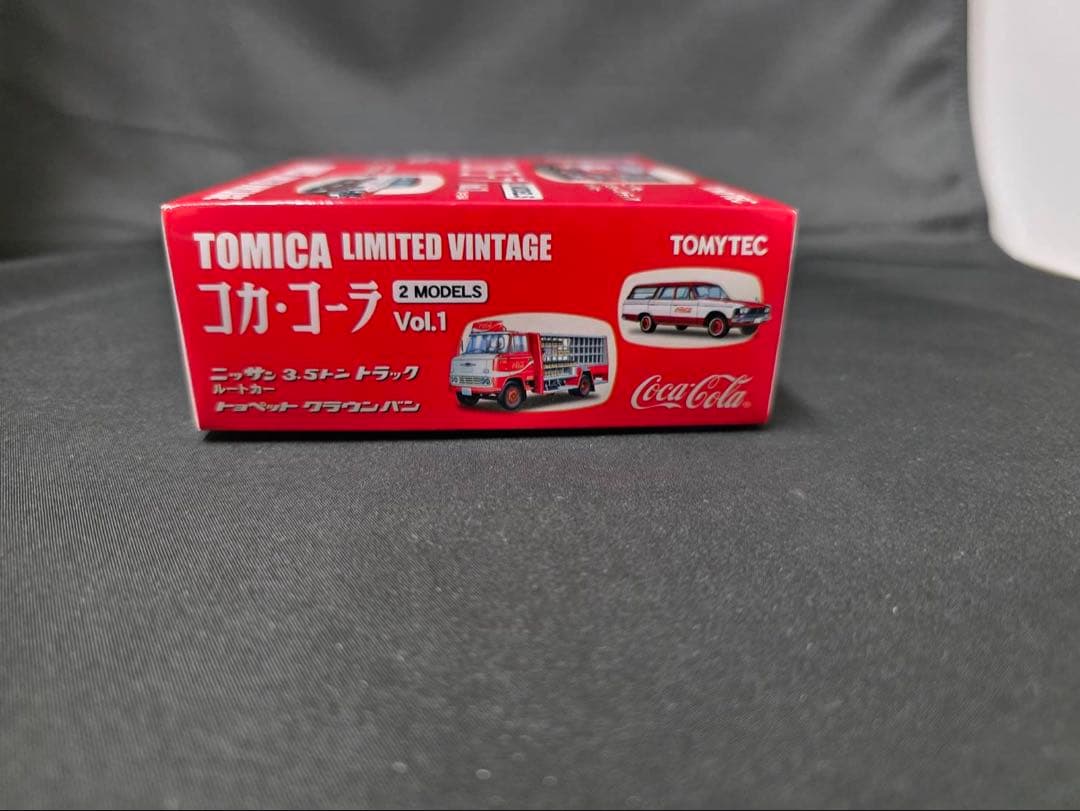 TOMICA LIMITED VINTAGE
TOMYTEC
コカ・コーラ
2 MODELS
Vol.1
ニッサン 3.5トン トラック
ルートカー
トヨペット クラウンバン
Coca-Cola